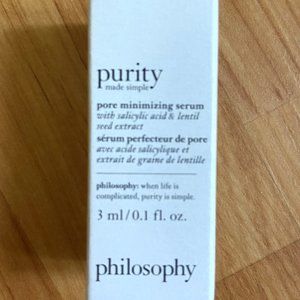 purity
made simple
pore minimizing serum
with salicylic acid & lentil
seed extract
sérum perfecteur de pore
avec acide salicylique et
extrait de graine de lentille
philosophy: when life is
complicated, purity is simple.
3 ml/0.1 fl. oz.
philosophy